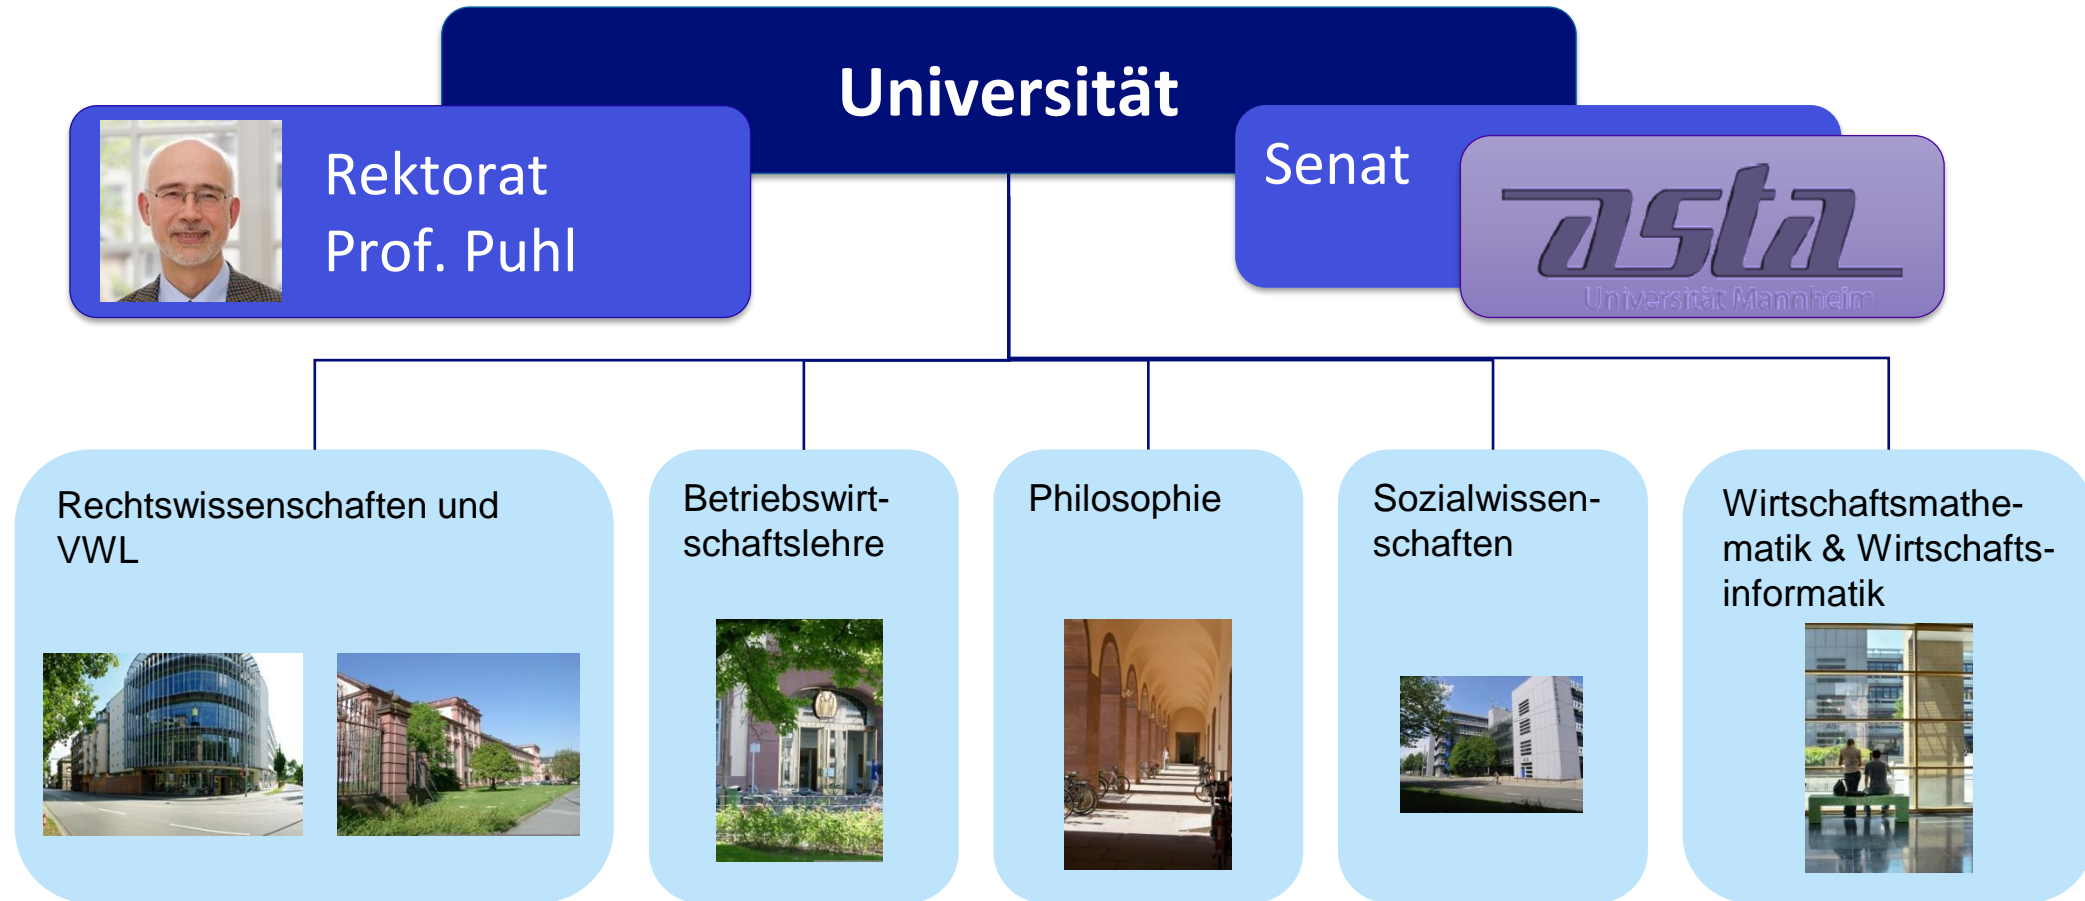 Universität
Rektorat
Prof. Puhl
Senat
asta
Universität Mannheim
Rechtswissenschaften und
VWL
Betriebswirt-
schaftslehre
Philosophie
Sozialwissen-
schaften
Wirtschaftsmathe-
matik & Wirtschafts-
informatik